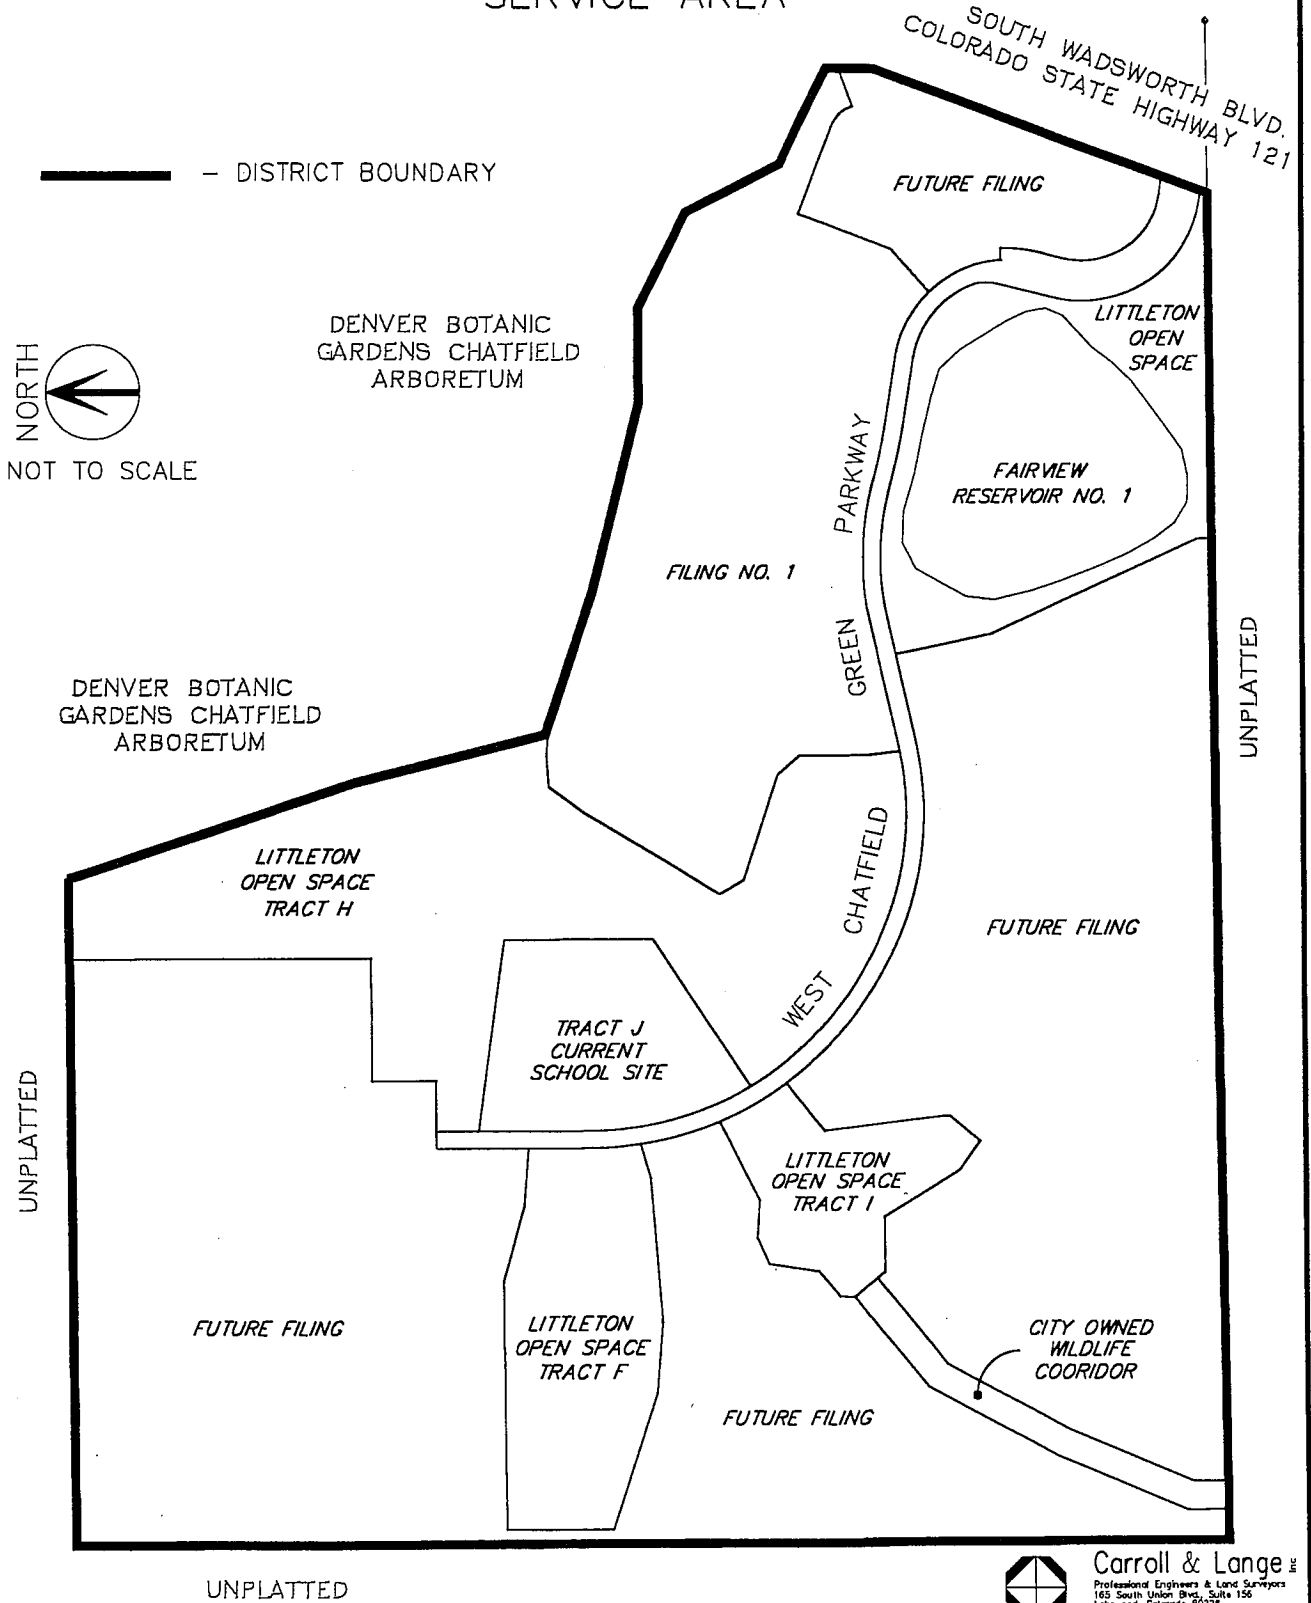 SERVICE AREA
SOUTH WADSWORTH BLVD.
COLORADO STATE HIGHWAY 121
– DISTRICT BOUNDARY
FUTURE FILING
DENVER BOTANIC
GARDENS CHATFIELD
ARBORETUM
LITTLETON
OPEN
SPACE
NORTH
NOT TO SCALE
FAIRVIEW
RESERVOIR NO. 1
FILING NO. 1
WEST CHATFIELD GREEN PARKWAY
UNPLATTED
DENVER BOTANIC
GARDENS CHATFIELD
ARBORETUM
LITTLETON
OPEN SPACE
TRACT H
FUTURE FILING
TRACT J
CURRENT
SCHOOL SITE
UNPLATTED
LITTLETON
OPEN SPACE
TRACT I
FUTURE FILING
LITTLETON
OPEN SPACE
TRACT F
CITY OWNED
WILDLIFE
COORIDOR
FUTURE FILING
UNPLATTED
Carroll & Lange Inc
Professional Engineers & Land Surveyors
165 South Union Blvd., Suite 156